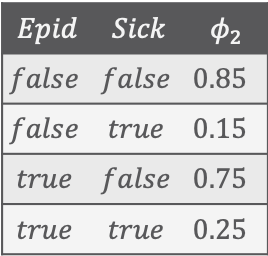 Epid Sick ϕ₂
false false 0.85
false true 0.15
true false 0.75
true true 0.25